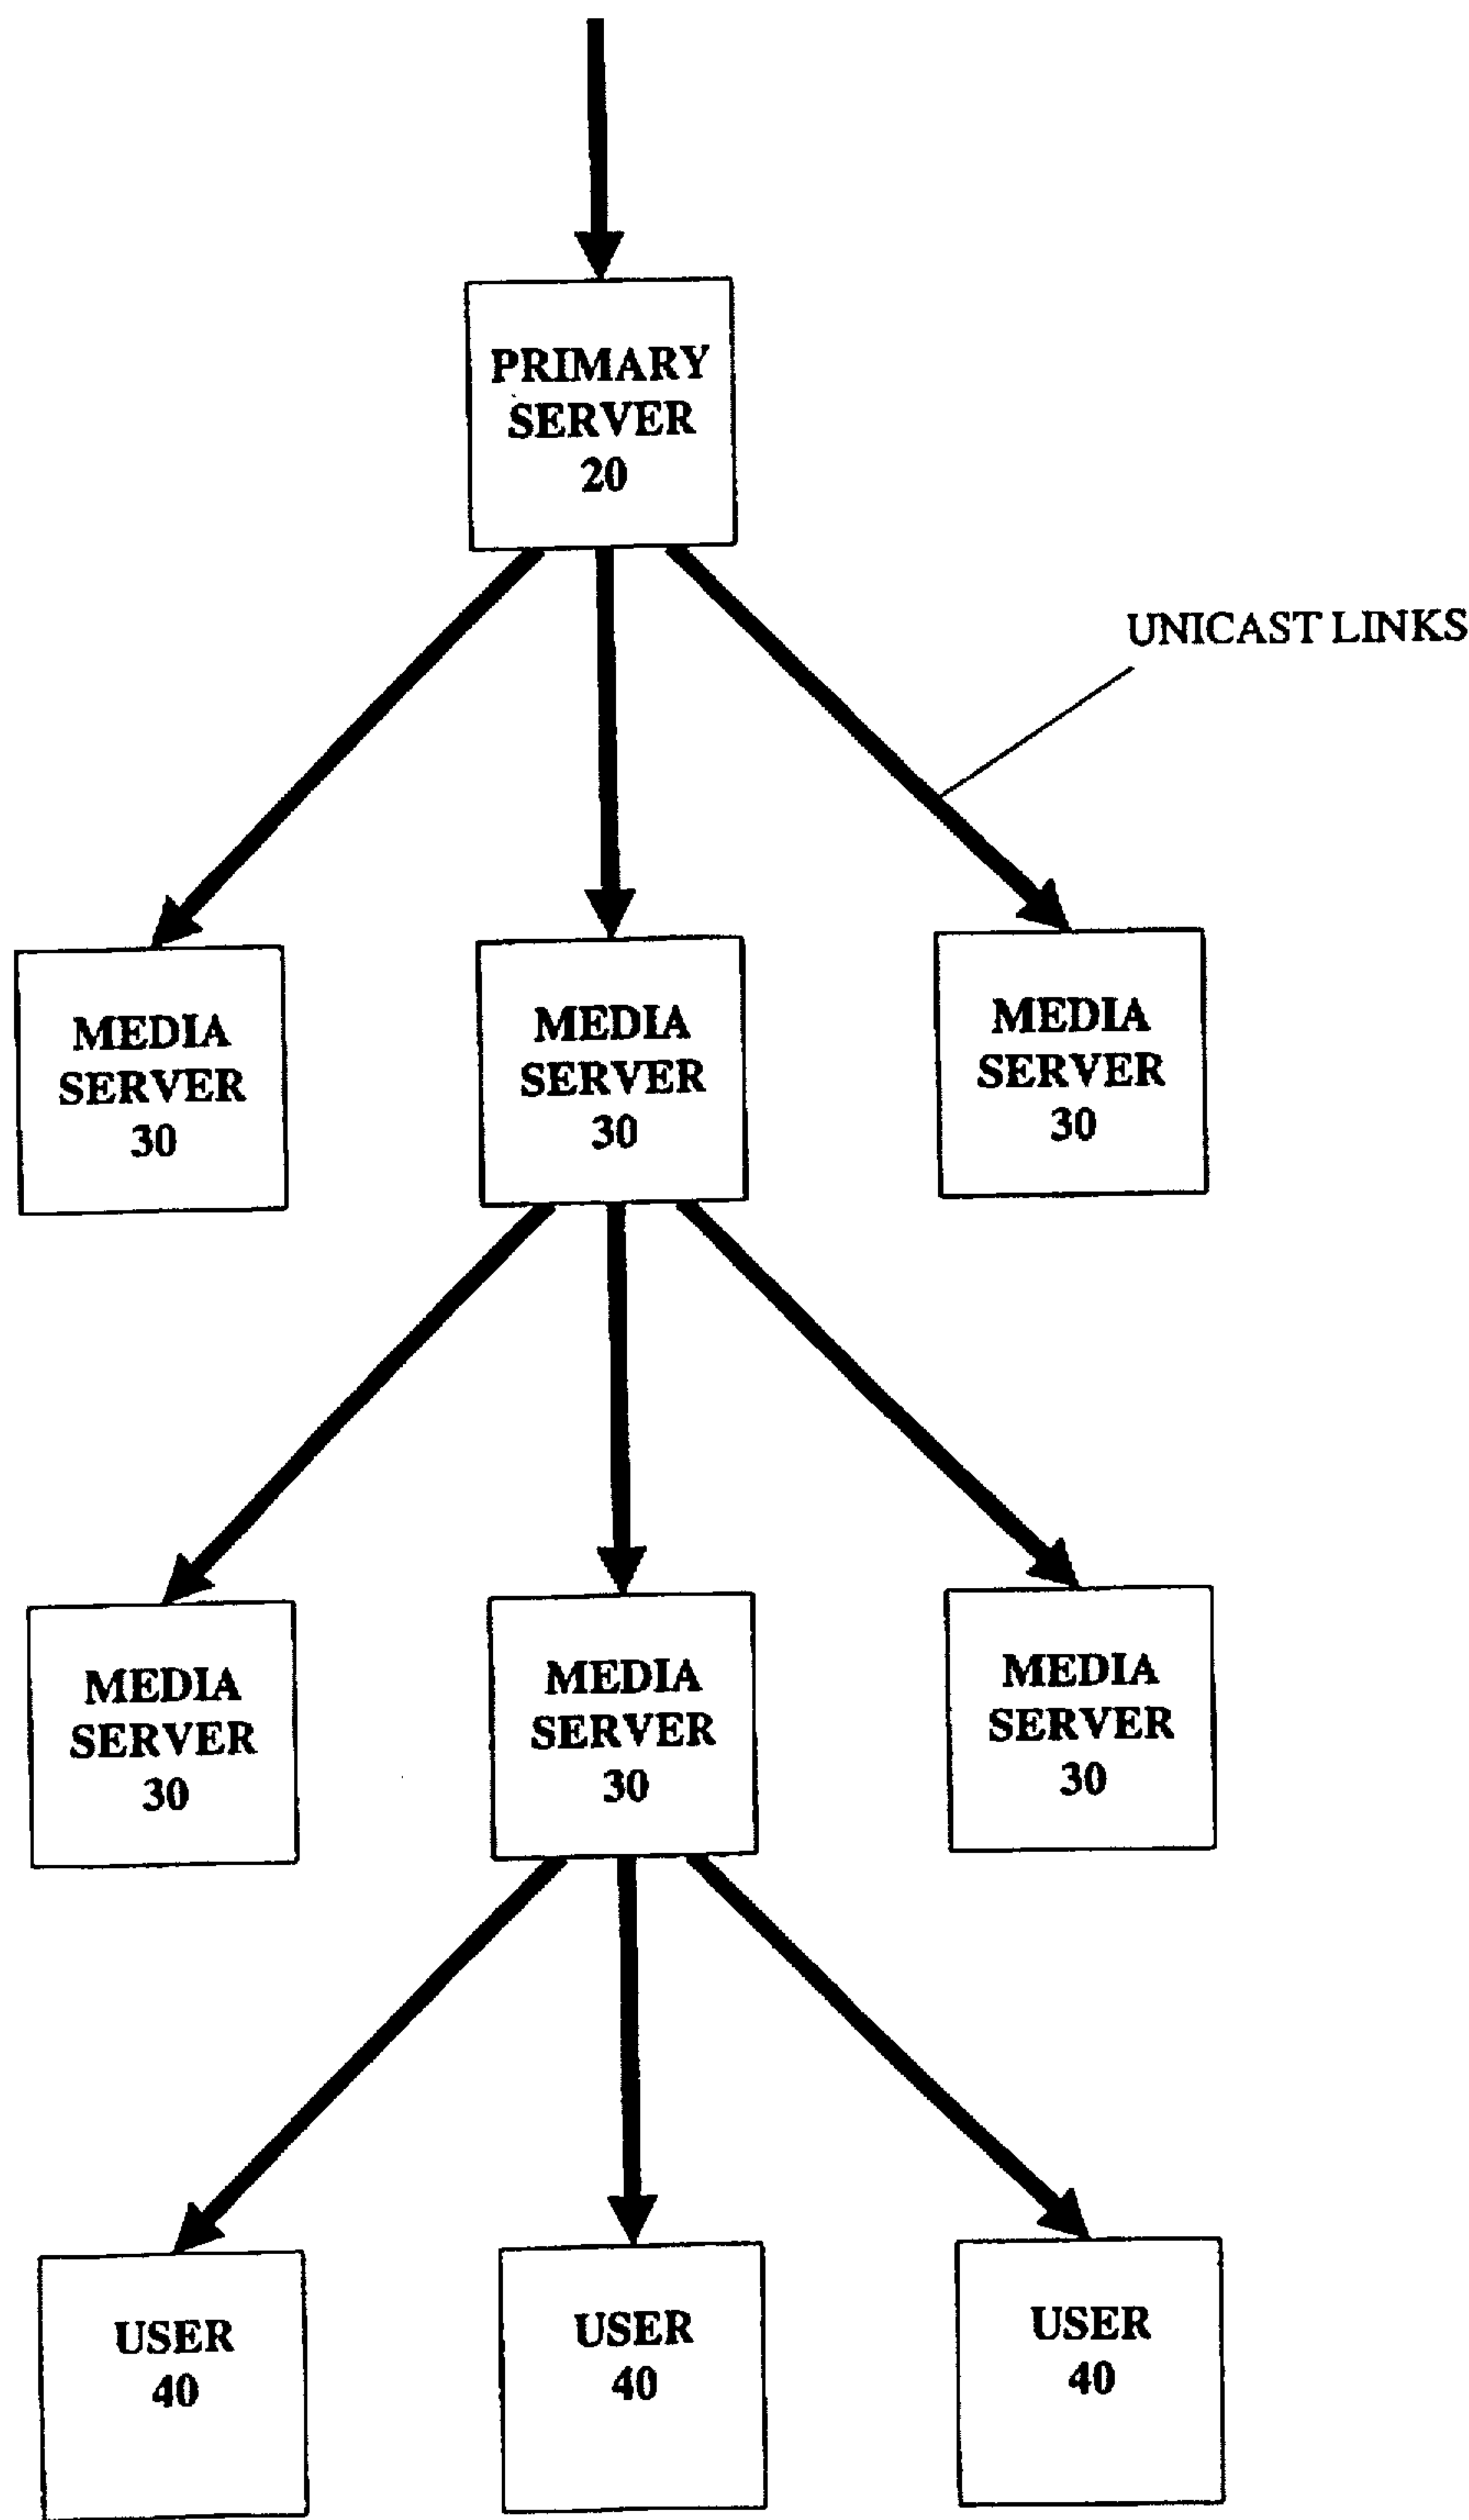 PRIMARY
SERVER
20
UNICAST LINKS
MEDIA
SERVER
30
MEDIA
SERVER
30
MEDIA
SERVER
30
MEDIA
SERVER
30
MEDIA
SERVER
30
MEDIA
SERVER
30
USER
40
USER
40
USER
40